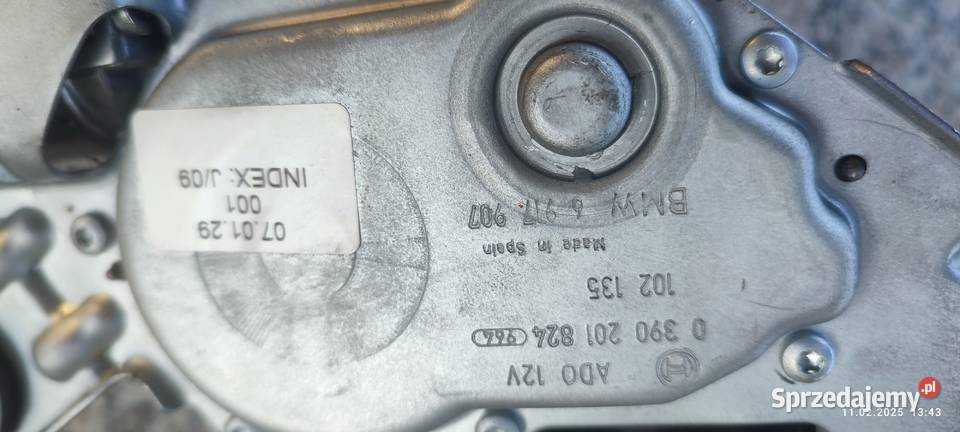 ADO 12V
0 390 201 824 966
102 135
Made in Spain
BMW 6 917 907
07.01.29
001
INDEX: J/09
Sprzedajemy.pl
11.02.2025 13:43